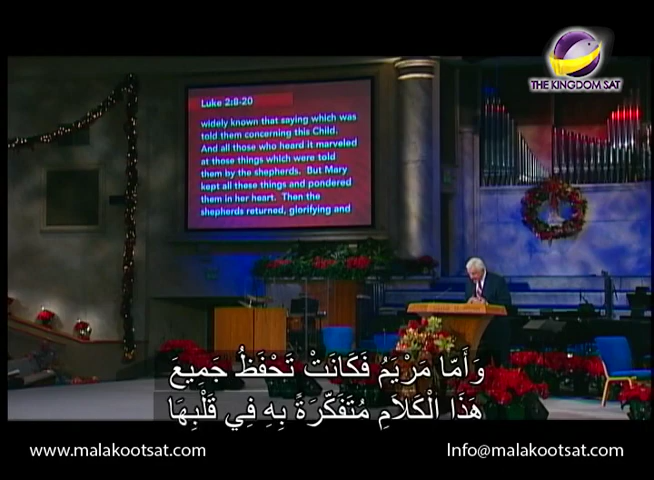 THE KINGDOM SAT
Luke 2:8-20
widely known that saying which was
told them concerning this Child.
And all those who heard it marveled
at those things which were told
them by the shepherds. But Mary
kept all these things and pondered
them in her heart. Then the
shepherds returned, glorifying and
وَأَمَّا مَرْيَمُ فَكَانَتْ تَحْفَظُ جَمِيعَ
هَذَا الْكَلاَمِ مُتَفَكِّرَةً بِهِ فِي قَلْبِهَا
www.malakootsat.com
Info@malakootsat.com